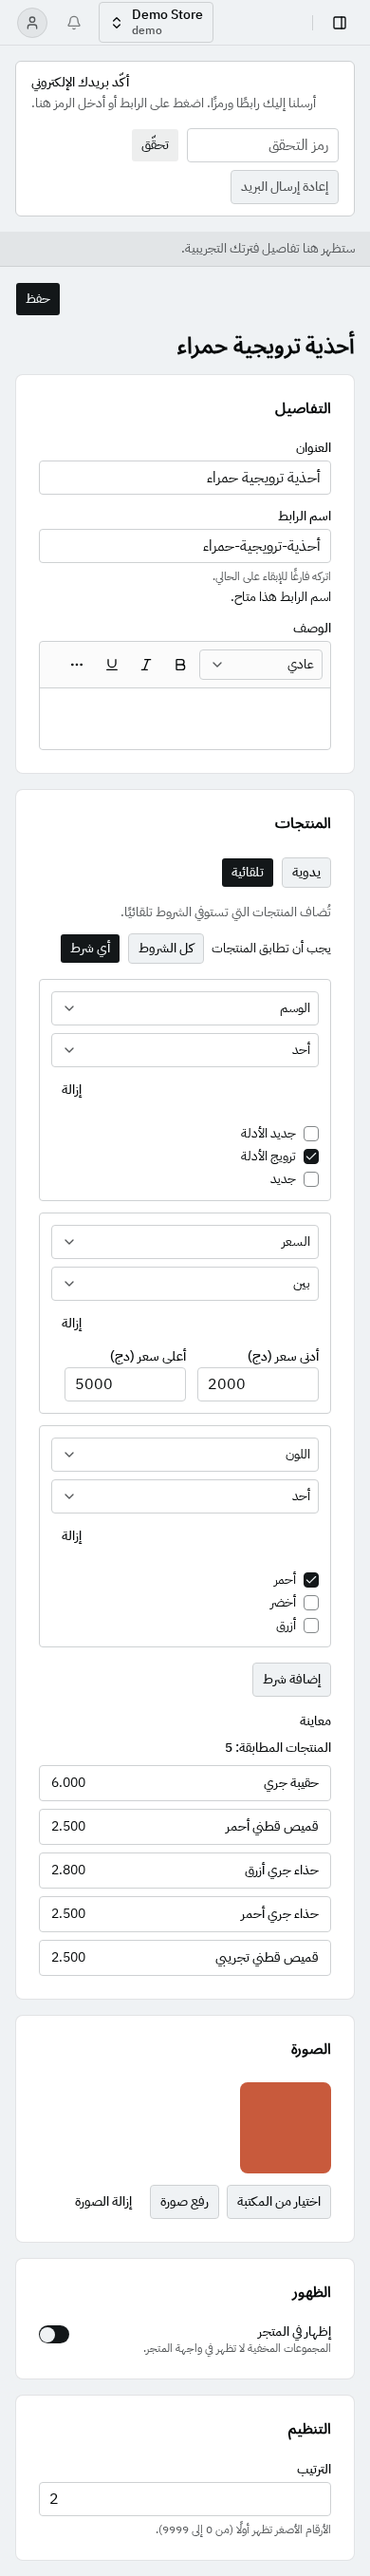 Demo Store
demo
أكّد بريدك الإلكتروني
أرسلنا إليك رابطًا ورمزًا. اضغط على الرابط أو أدخل الرمز هنا.
رمز التحقق
تحقّق
إعادة إرسال البريد
ستظهر هنا تفاصيل فترتك التجريبية.
حفظ
أحذية ترويجية حمراء
التفاصيل
العنوان
أحذية ترويجية حمراء
اسم الرابط
أحذية-ترويجية-حمراء
اتركه فارغًا للإبقاء على الحالي.
اسم الرابط هذا متاح.
الوصف
عادي
المنتجات
يدوية
تلقائية
تُضاف المنتجات التي تستوفي الشروط تلقائيًا.
يجب أن تطابق المنتجات
كل الشروط
أي شرط
الوسم
أحد
إزالة
جديد الأدلة
ترويج الأدلة
جديد
السعر
بين
إزالة
أدنى سعر (دج)
أعلى سعر (دج)
2000
5000
اللون
أحد
إزالة
أحمر
أخضر
أزرق
إضافة شرط
معاينة
المنتجات المطابقة: 5
حقيبة جري 6.000
قميص قطني أحمر 2.500
حذاء جري أزرق 2.800
حذاء جري أحمر 2.500
قميص قطني تجريبي 2.500
الصورة
اختيار من المكتبة
رفع صورة
إزالة الصورة
الظهور
إظهار في المتجر
المجموعات المخفية لا تظهر في واجهة المتجر.
التنظيم
الترتيب
2
الأرقام الأصغر تظهر أولًا (من 0 إلى 9999).